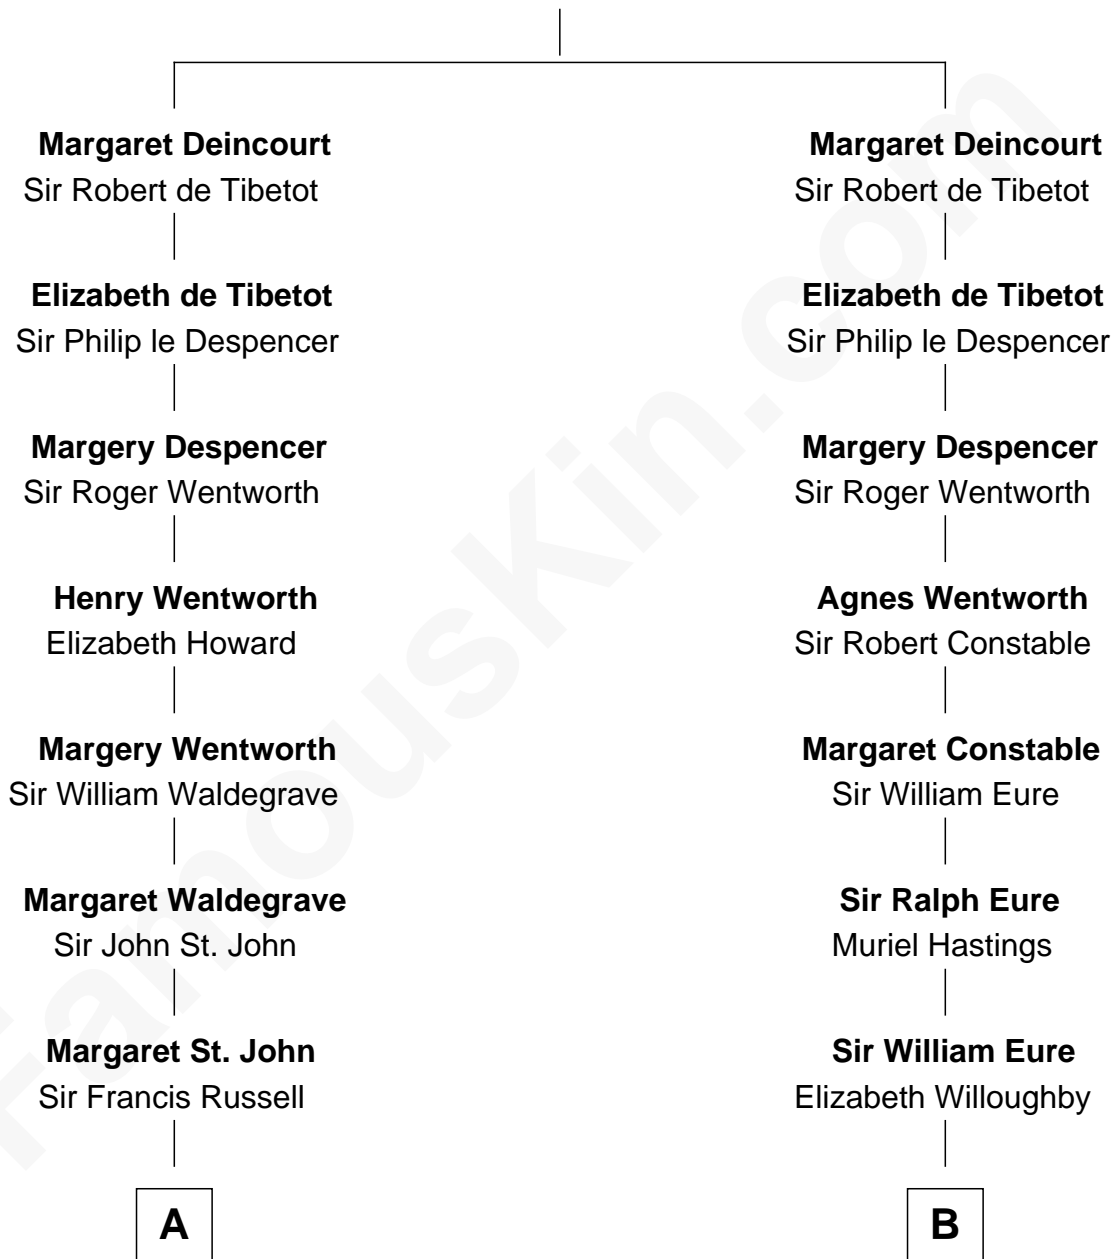 Margaret Deincourt
Sir Robert de Tibetot
Elizabeth de Tibetot
Sir Philip le Despencer
Margery Despencer
Sir Roger Wentworth
Henry Wentworth
Elizabeth Howard
Margery Wentworth
Sir William Waldegrave
Margaret Waldegrave
Sir John St. John
Margaret St. John
Sir Francis Russell
A
Margaret Deincourt
Sir Robert de Tibetot
Elizabeth de Tibetot
Sir Philip le Despencer
Margery Despencer
Sir Roger Wentworth
Agnes Wentworth
Sir Robert Constable
Margaret Constable
Sir William Eure
Sir Ralph Eure
Muriel Hastings
Sir William Eure
Elizabeth Willoughby
B
FamousKin.com